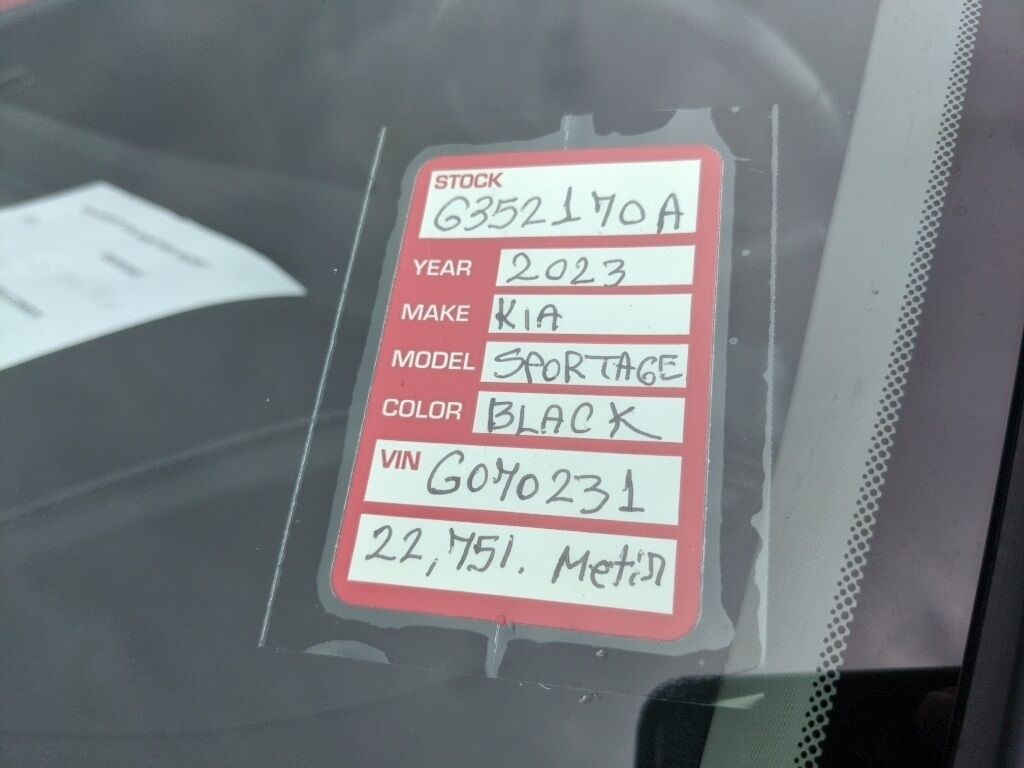 STOCK
G352170A
YEAR 2023
MAKE KIA
MODEL SPORTAGE
COLOR BLACK
VIN G070231
22,751. Metin